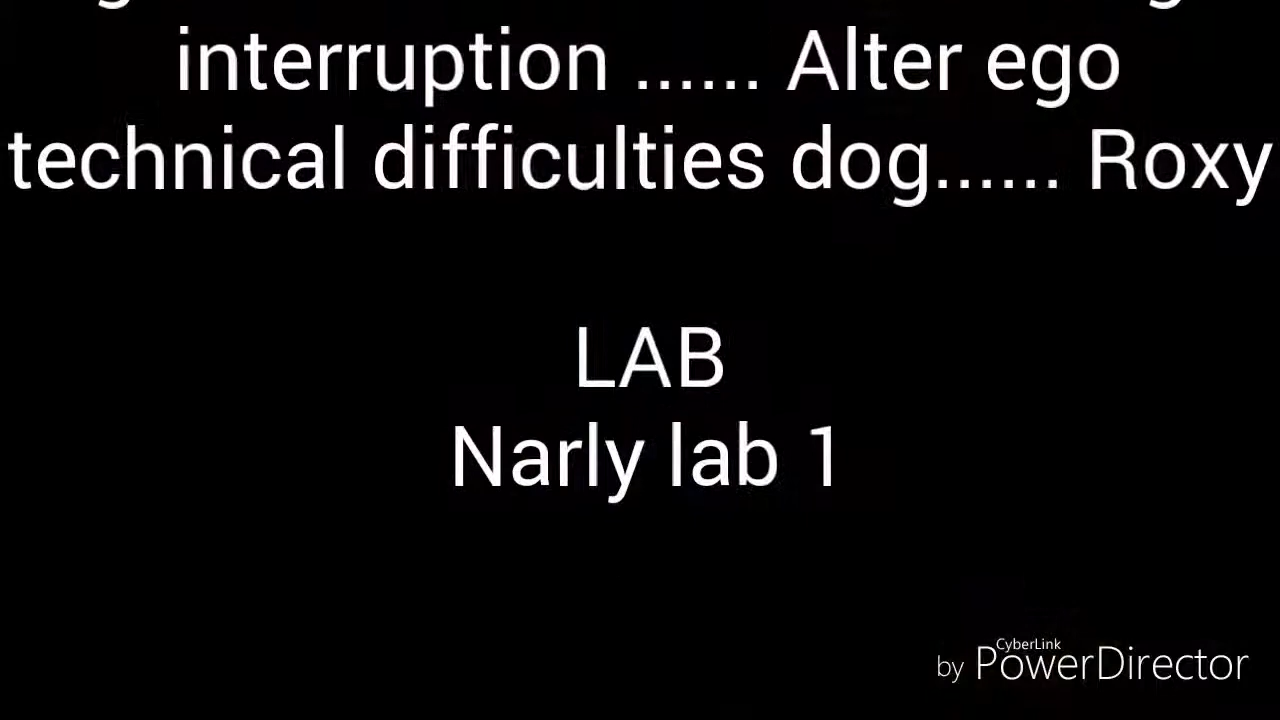 interruption ...... Alter ego
technical difficulties dog...... Roxy
LAB
Narly lab 1
CyberLink
by PowerDirector